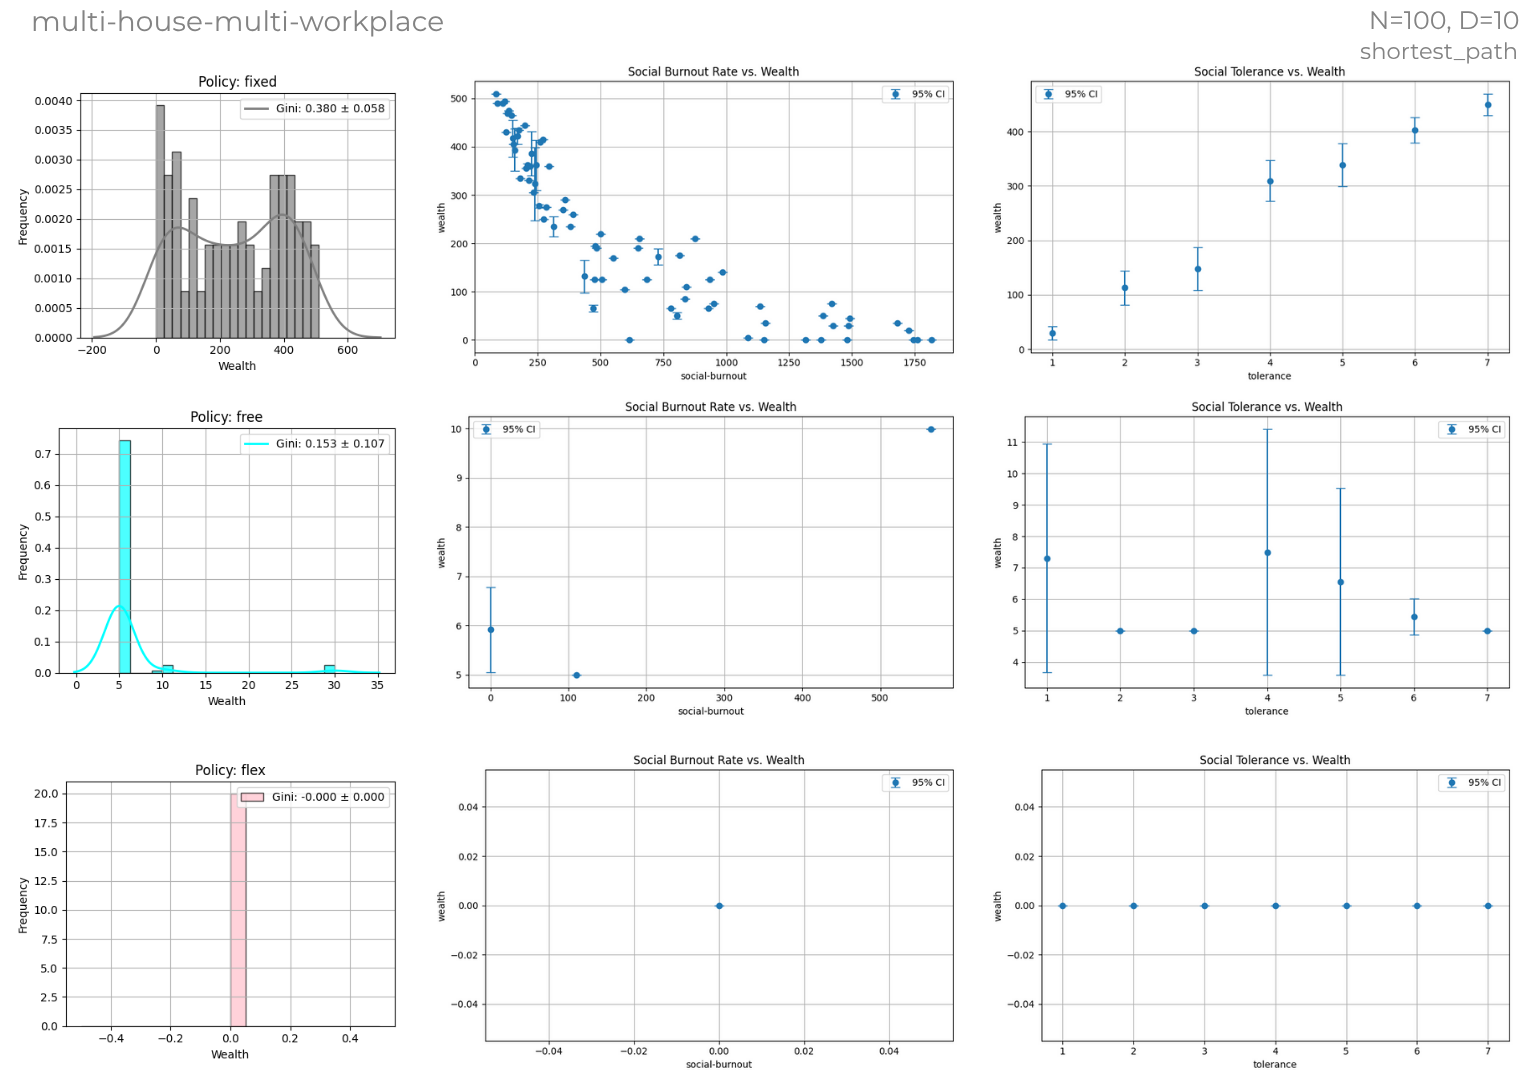 multi-house-multi-workplace
N=100, D=10
shortest_path
Policy: fixed
Gini: 0.380 ± 0.058
Frequency
0.0040
0.0035
0.0030
0.0025
0.0020
0.0015
0.0010
0.0005
0.0000
−200 0 200 400 600
Wealth
Social Burnout Rate vs. Wealth
95% CI
wealth
500
400
300
200
100
0
0 250 500 750 1000 1250 1500 1750
social-burnout
Social Tolerance vs. Wealth
95% CI
wealth
400
300
200
100
0
1 2 3 4 5 6 7
tolerance
Policy: free
Gini: 0.153 ± 0.107
Frequency
0.7
0.6
0.5
0.4
0.3
0.2
0.1
0.0
0 5 10 15 20 25 30 35
Wealth
Social Burnout Rate vs. Wealth
95% CI
wealth
10
9
8
7
6
5
0 100 200 300 400 500
social-burnout
Social Tolerance vs. Wealth
95% CI
wealth
11
10
9
8
7
6
5
4
1 2 3 4 5 6 7
tolerance
Policy: flex
Gini: -0.000 ± 0.000
Frequency
20.0
17.5
15.0
12.5
10.0
7.5
5.0
2.5
0.0
−0.4 −0.2 0.0 0.2 0.4
Wealth
Social Burnout Rate vs. Wealth
95% CI
wealth
0.04
0.02
0.00
−0.02
−0.04
−0.04 −0.02 0.00 0.02 0.04
social-burnout
Social Tolerance vs. Wealth
95% CI
wealth
0.04
0.02
0.00
−0.02
−0.04
1 2 3 4 5 6 7
tolerance